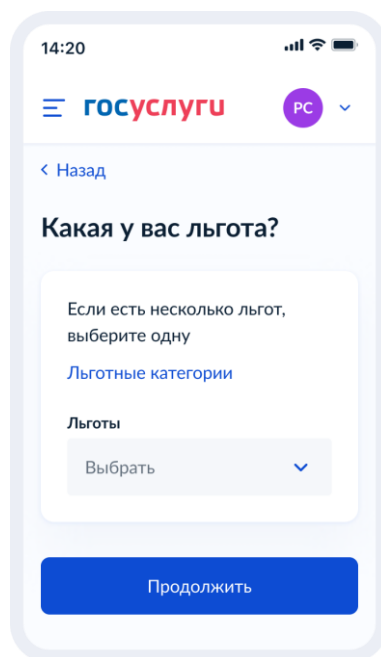 14:20
госуслуги
РС
Назад
Какая у вас льгота?
Если есть несколько льгот,
выберите одну
Льготные категории
Льготы
Выбрать
Продолжить